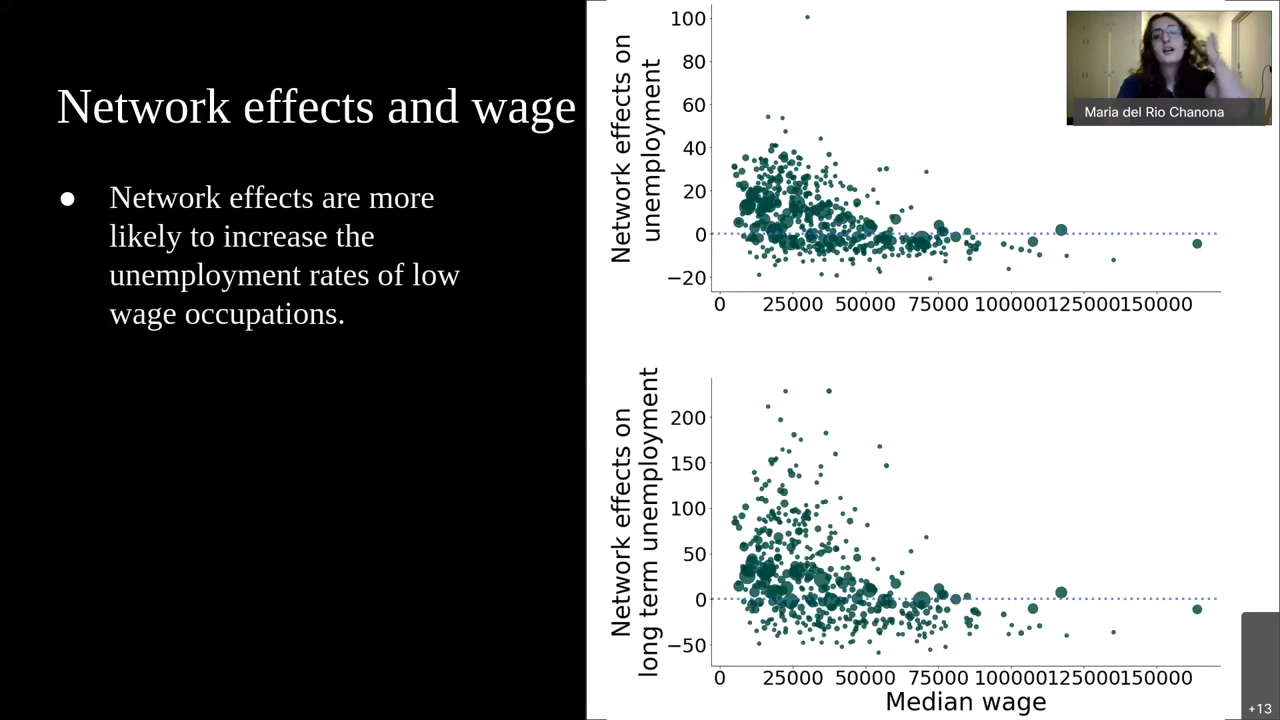 Network effects and wage
● Network effects are more
likely to increase the
unemployment rates of low
wage occupations.
Network effects on
unemployment
100
80
60
40
20
0
−20
0 25000 50000 75000 100000 125000 150000
Maria del Rio Chanona
Network effects on
long term unemployment
200
150
100
50
0
−50
0 25000 50000 75000 100000 125000 150000
Median wage
+13